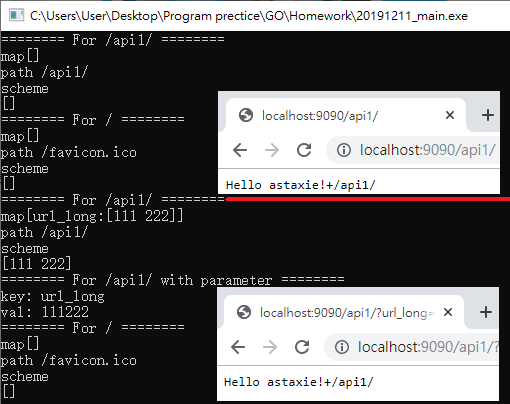 C:\Users\User\Desktop\Program prectice\GO\Homework\20191211_main.exe
======== For /api1/ ========
map[]
path /api1/
scheme
[]
======== For / ========
map[]
path /favicon.ico
scheme
[]
======== For /api1/ ========
map[url_long:[111 222]]
path /api1/
scheme
[111 222]
======== For /api1/ with parameter ========
key: url_long
val: 111222
======== For / ========
map[]
path /favicon.ico
scheme
[]
localhost:9090/api1/
localhost:9090/api1/
Hello astaxie!+/api1/
localhost:9090/api1/?url_long=
localhost:9090/api1/?
Hello astaxie!+/api1/